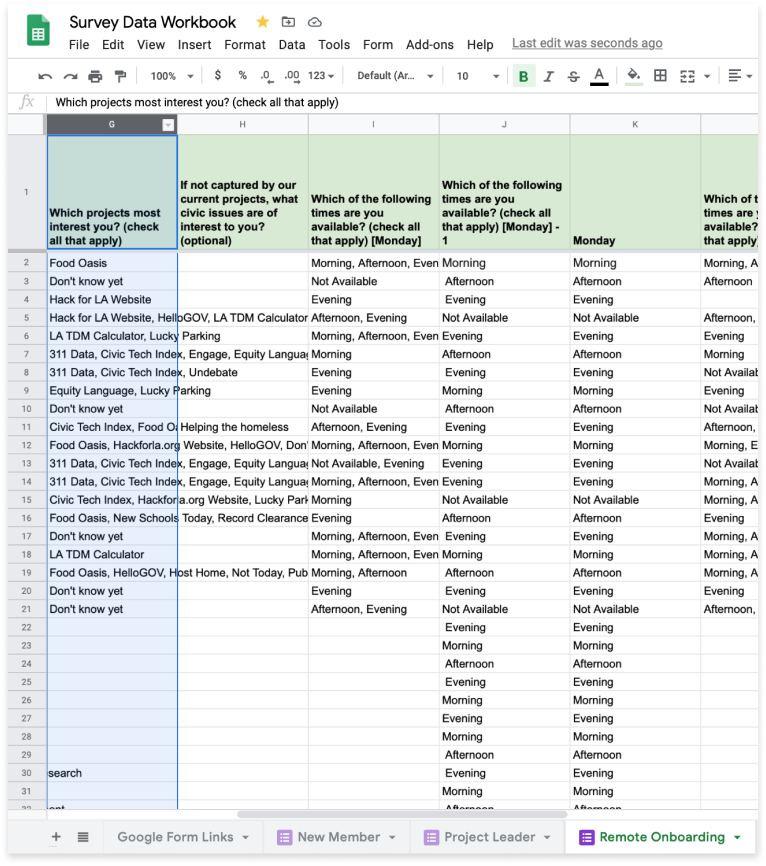 Survey Data Workbook
File Edit View Insert Format Data Tools Form Add-ons Help Last edit was seconds ago
100% $ % .0 .00 123 Default (Ar... 10 B I S A
fx Which projects most interest you? (check all that apply)
G H I J K
1 Which projects most interest you? (check all that apply) If not captured by our current projects, what civic issues are of interest to you? (optional) Which of the following times are you available? (check all that apply) [Monday] Which of the following times are you available? (check all that apply) [Monday] - 1 Monday Which of t times are available? that apply)
2 Food Oasis Morning, Afternoon, Even Morning Morning Morning, A
3 Don't know yet Not Available Afternoon Afternoon Afternoon
4 Hack for LA Website Evening Evening Evening
5 Hack for LA Website, HelloGOV, LA TDM Calculator Afternoon, Evening Not Available Not Available Afternoon,
6 LA TDM Calculator, Lucky Parking Morning, Afternoon, Even Evening Evening Morning, A
7 311 Data, Civic Tech Index, Engage, Equity Langua Morning Afternoon Afternoon Morning
8 311 Data, Civic Tech Index, Undebate Evening Evening Evening Not Availab
9 Equity Language, Lucky Parking Evening Morning Morning Evening
10 Don't know yet Not Available Afternoon Afternoon Not Availab
11 Civic Tech Index, Food Oa Helping the homeless Afternoon, Evening Evening Evening Afternoon,
12 Food Oasis, Hackforla.org Website, HelloGOV, Don' Morning, Afternoon, Even Morning Morning Morning, E
13 311 Data, Civic Tech Index, Engage, Equity Langua Not Available, Evening Evening Evening Not Availab
14 311 Data, Civic Tech Index, Engage, Equity Langua Morning, Afternoon, Even Evening Evening Morning, A
15 Civic Tech Index, Hackforla.org Website, Lucky Park Morning Not Available Not Available Morning, A
16 Food Oasis, New Schools Today, Record Clearance Evening Afternoon Afternoon Evening
17 Don't know yet Morning, Afternoon, Even Evening Evening Morning, A
18 LA TDM Calculator Morning, Afternoon, Even Morning Morning Morning, A
19 Food Oasis, HelloGOV, Host Home, Not Today, Pub Morning, Afternoon Afternoon Afternoon Morning, A
20 Don't know yet Evening Evening Evening Evening
21 Don't know yet Afternoon, Evening Not Available Not Available Afternoon,
22 Evening Evening
23 Morning Morning
24 Afternoon Afternoon
25 Evening Evening
26 Morning Morning
27 Evening Evening
28 Morning Morning
29 Afternoon Afternoon
30 search Evening Evening
31 Morning Morning
32 Afternoon Afternoon
Google Form Links New Member Project Leader Remote Onboarding